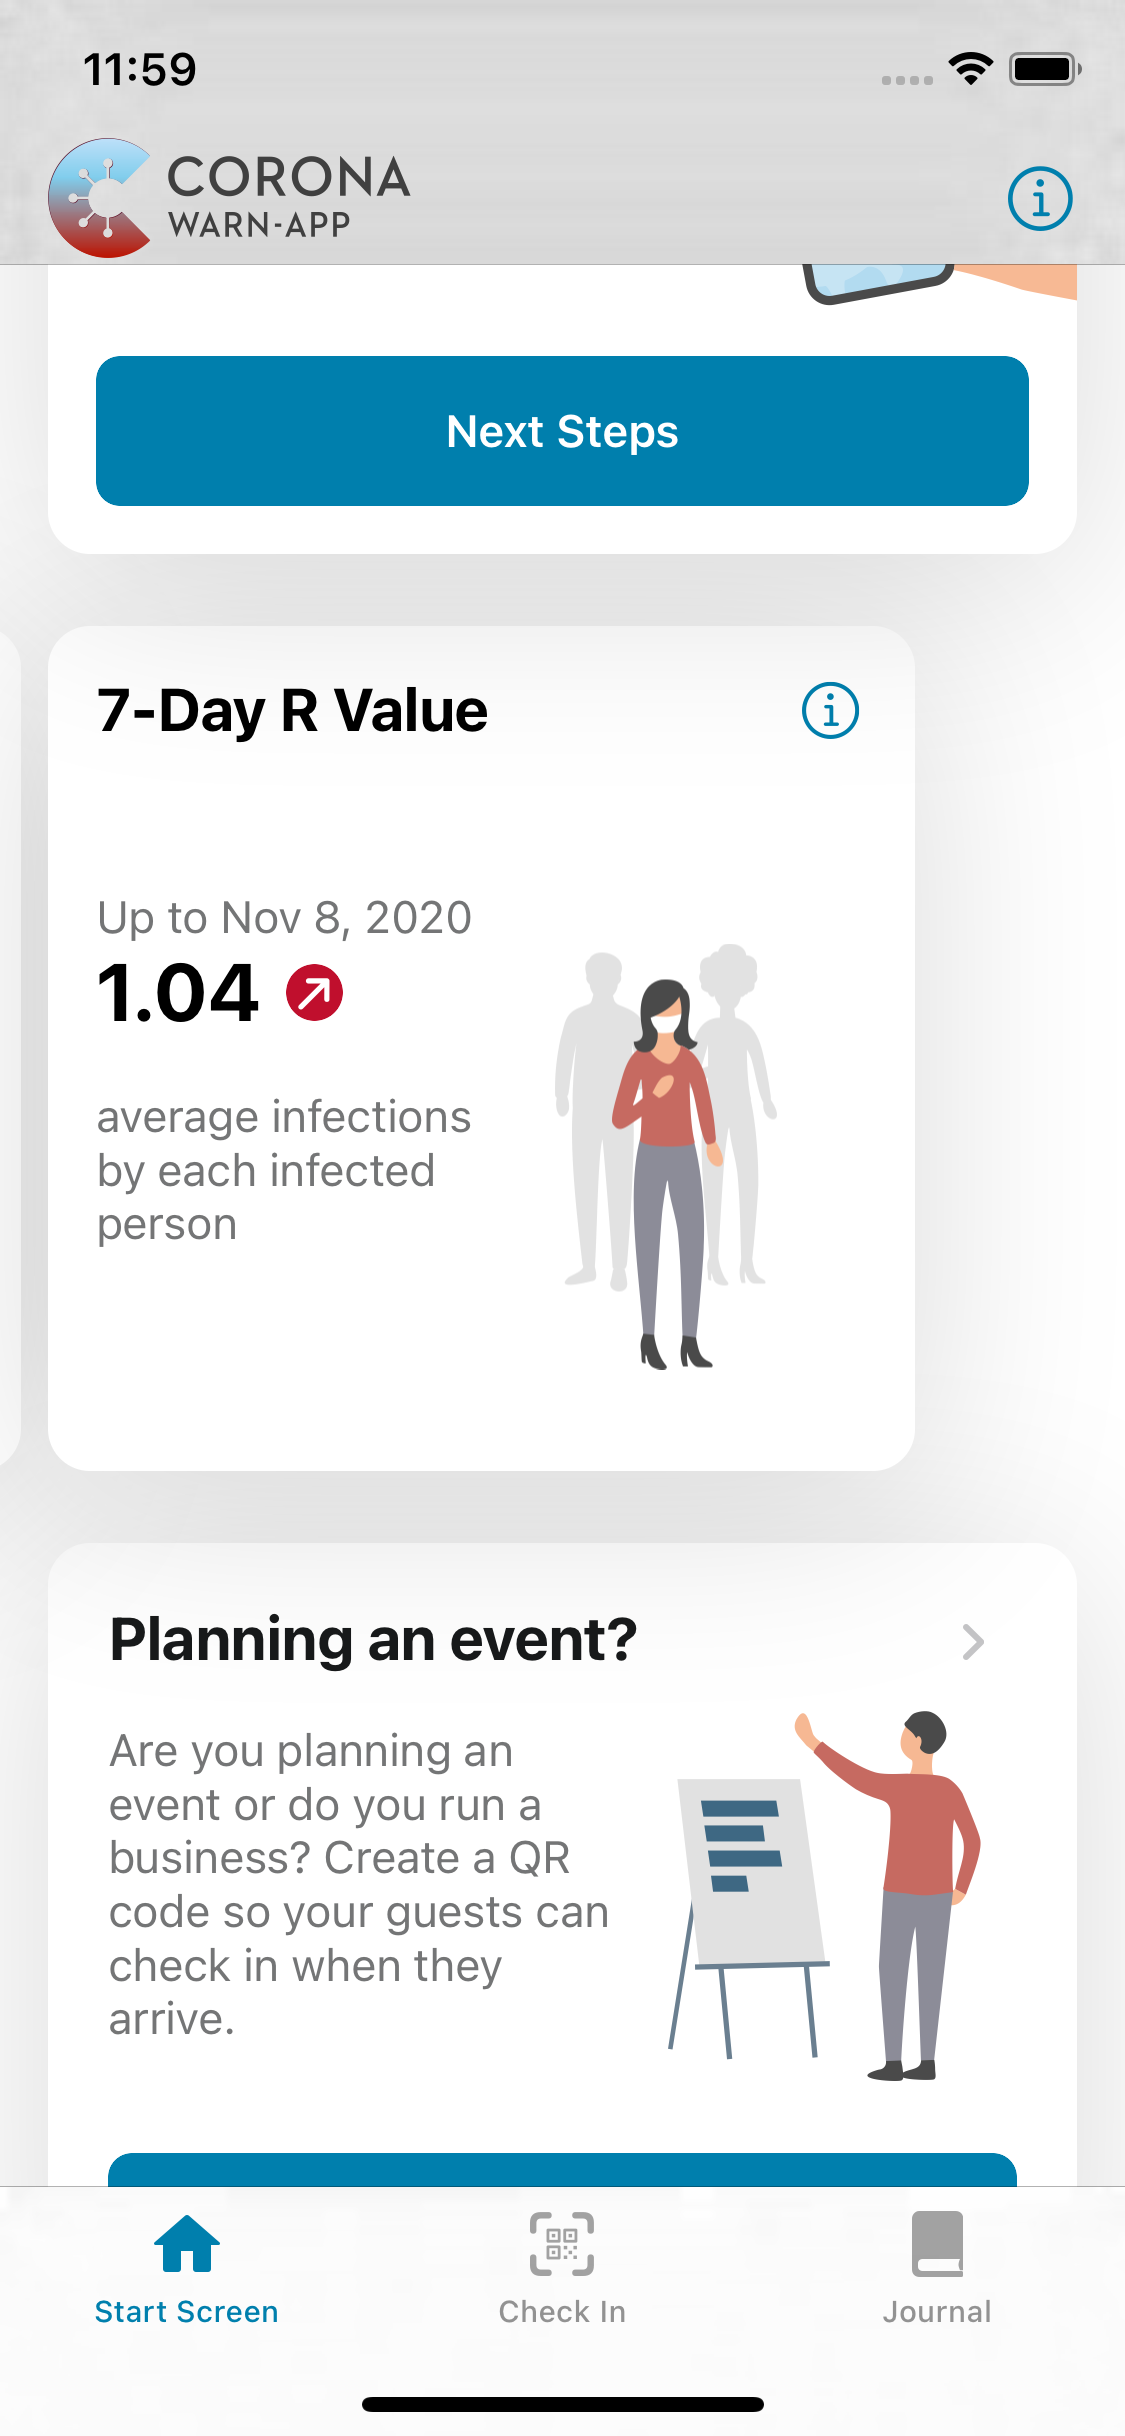 11:59
CORONA
WARN-APP
Next Steps
7-Day R Value
Up to Nov 8, 2020
1.04
average infections
by each infected
person
Planning an event?
Are you planning an
event or do you run a
business? Create a QR
code so your guests can
check in when they
arrive.
Start Screen
Check In
Journal